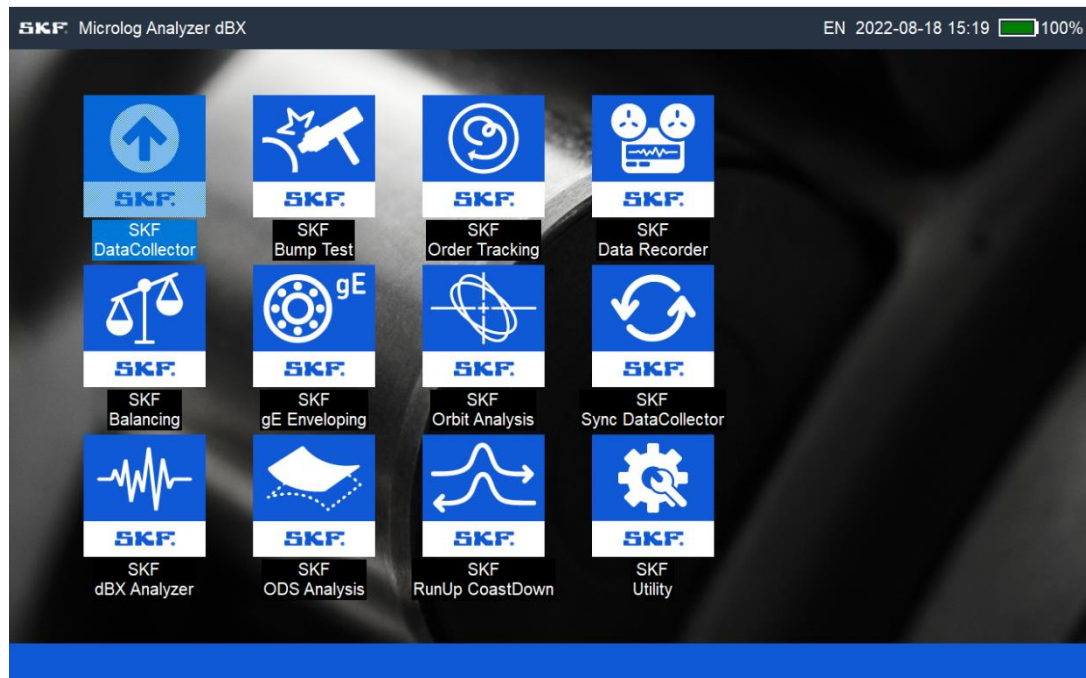 SKF. Microlog Analyzer dBX
EN 2022-08-18 15:19 100%
SKF. SKF. SKF. SKF.
SKF SKF SKF SKF
DataCollector Bump Test Order Tracking Data Recorder
gE
SKF. SKF. SKF. SKF.
SKF SKF SKF SKF
Balancing gE Enveloping Orbit Analysis Sync DataCollector
SKF. SKF. SKF. SKF.
SKF SKF SKF SKF
dBX Analyzer ODS Analysis RunUp CoastDown Utility